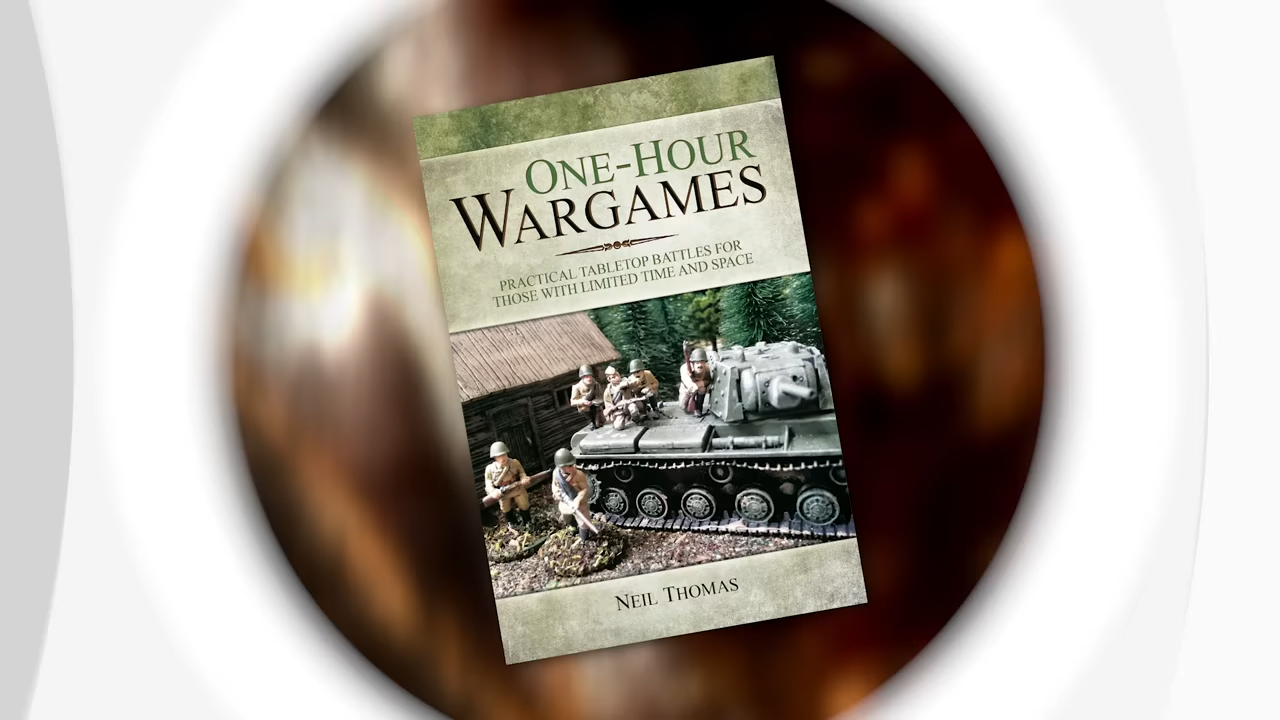 ONE-HOUR
WARGAMES
PRACTICAL TABLETOP BATTLES FOR
THOSE WITH LIMITED TIME AND SPACE
NEIL THOMAS